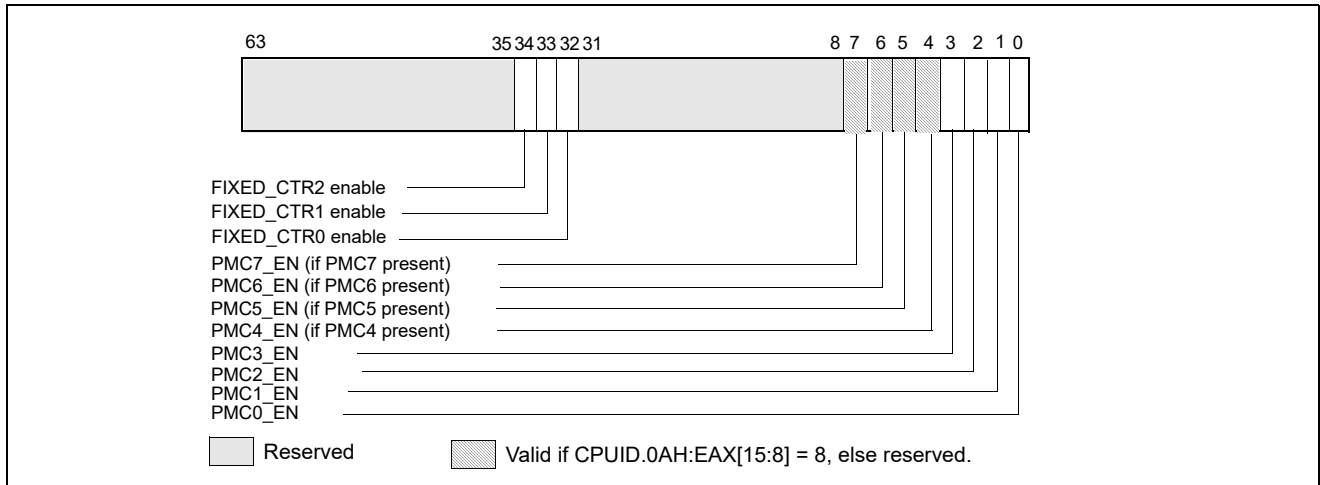 63 35 34 33 32 31 8 7 6 5 4 3 2 1 0
FIXED_CTR2 enable
FIXED_CTR1 enable
FIXED_CTR0 enable
PMC7_EN (if PMC7 present)
PMC6_EN (if PMC6 present)
PMC5_EN (if PMC5 present)
PMC4_EN (if PMC4 present)
PMC3_EN
PMC2_EN
PMC1_EN
PMC0_EN
Reserved Valid if CPUID.0AH:EAX[15:8] = 8, else reserved.